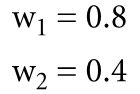 w₁ = 0.8
w₂ = 0.4